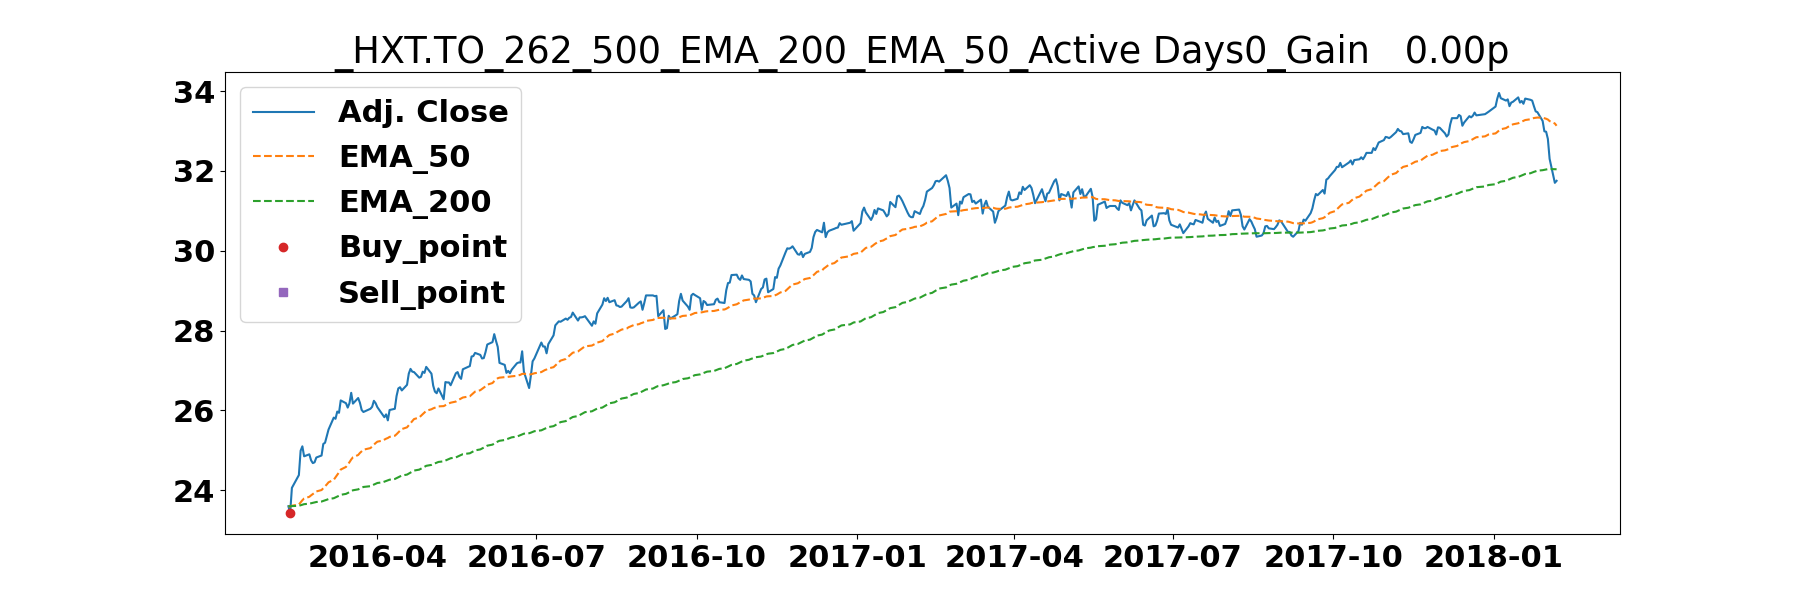 _HXT.TO_262_500_EMA_200_EMA_50_Active Days0_Gain   0.00p
34
32
30
28
26
24
Adj. Close
EMA_50
EMA_200
Buy_point
Sell_point
2016-04 2016-07 2016-10 2017-01 2017-04 2017-07 2017-10 2018-01